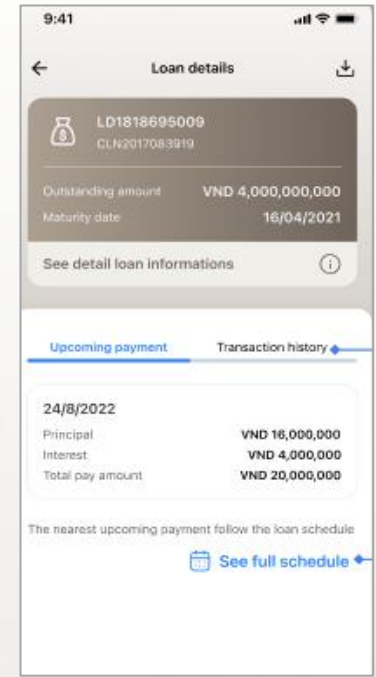 9:41
Loan details
LD1818695009
CLN2017083919
Outstanding amount VND 4,000,000,000
Maturity date 16/04/2021
See detail loan informations
Upcoming payment Transaction history
24/8/2022
Principal VND 16,000,000
Interest VND 4,000,000
Total pay amount VND 20,000,000
The nearest upcoming payment follow the loan schedule
See full schedule